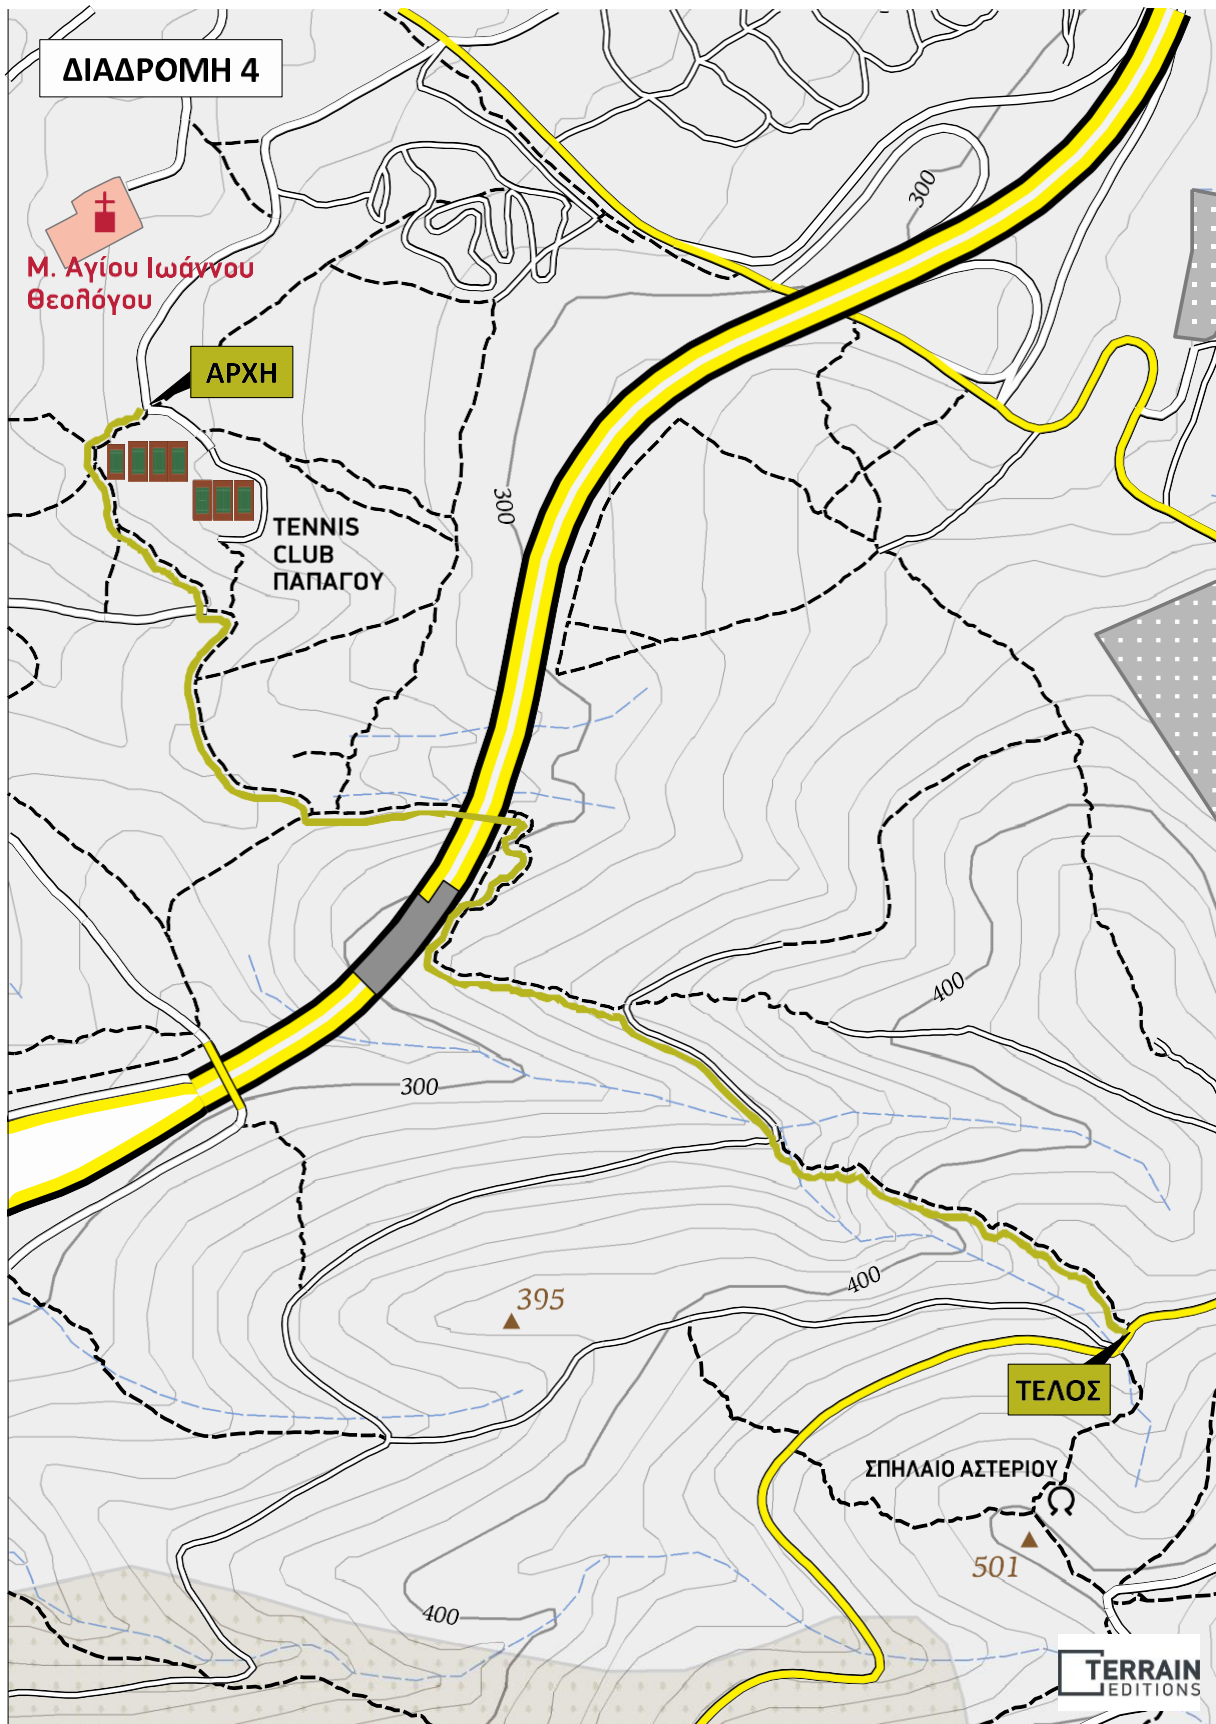 ΔΙΑΔΡΟΜΗ 4
300
Μ. Αγίου Ιωάννου
Θεολόγου
ΑΡΧΗ
300
TENNIS
CLUB
ΠΑΠΑΓΟΥ
400
300
400
395
ΤΕΛΟΣ
ΣΠΗΛΑΙΟ ΑΣΤΕΡΙΟΥ
501
400
TERRAIN
EDITIONS